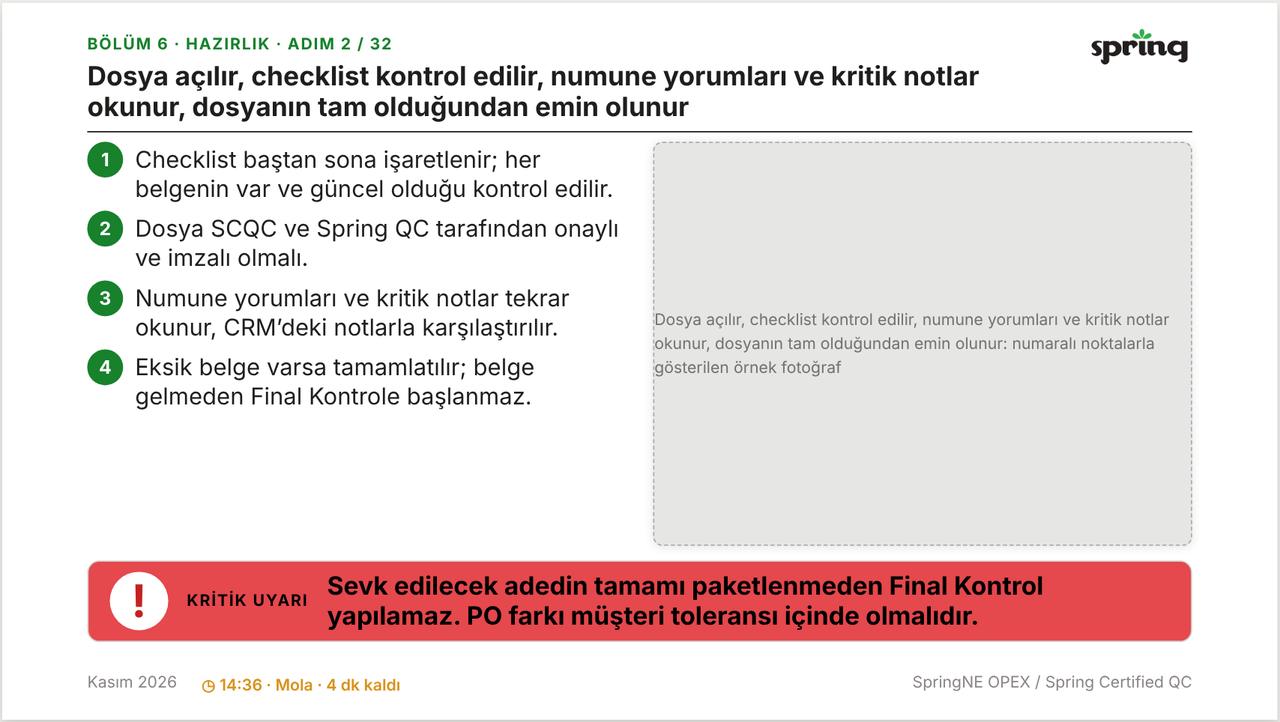 BÖLÜM 6 · HAZIRLIK · ADIM 2 / 32
spring
Dosya açılır, checklist kontrol edilir, numune yorumları ve kritik notlar
okunur, dosyanın tam olduğundan emin olunur
1 Checklist baştan sona işaretlenir; her
belgenin var ve güncel olduğu kontrol edilir.
2 Dosya SCQC ve Spring QC tarafından onaylı
ve imzalı olmalı.
3 Numune yorumları ve kritik notlar tekrar
okunur, CRM’deki notlarla karşılaştırılır.
4 Eksik belge varsa tamamlatılır; belge
gelmeden Final Kontrole başlanmaz.
Dosya açılır, checklist kontrol edilir, numune yorumları ve kritik notlar
okunur, dosyanın tam olduğundan emin olunur: numaralı noktalarla
gösterilen örnek fotoğraf
! KRİTİK UYARI
Sevk edilecek adedin tamamı paketlenmeden Final Kontrol
yapılamaz. PO farkı müşteri toleransı içinde olmalıdır.
Kasım 2026
◷ 14:36 · Mola · 4 dk kaldı
SpringNE OPEX / Spring Certified QC